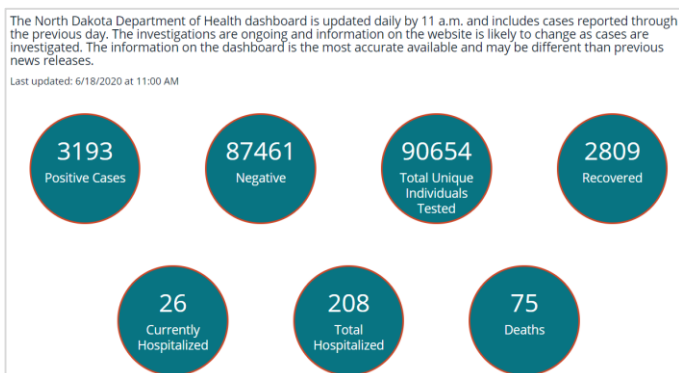 The North Dakota Department of Health dashboard is updated daily by 11 a.m. and includes cases reported through
the previous day. The investigations are ongoing and information on the website is likely to change as cases are
investigated. The information on the dashboard is the most accurate available and may be different than previous
news releases.
Last updated: 6/18/2020 at 11:00 AM
3193
Positive Cases
87461
Negative
90654
Total Unique
Individuals
Tested
2809
Recovered
26
Currently
Hospitalized
208
Total
Hospitalized
75
Deaths